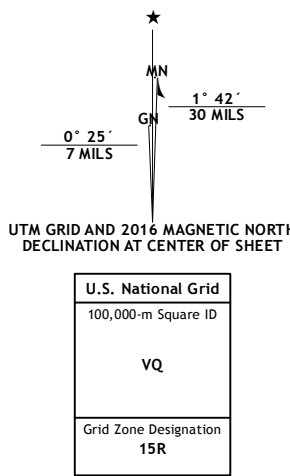 MN
GN
1° 42´
30 MILS
0° 25´
7 MILS
UTM GRID AND 2016 MAGNETIC NORTH
DECLINATION AT CENTER OF SHEET
U.S. National Grid
100,000-m Square ID
VQ
Grid Zone Designation
15R